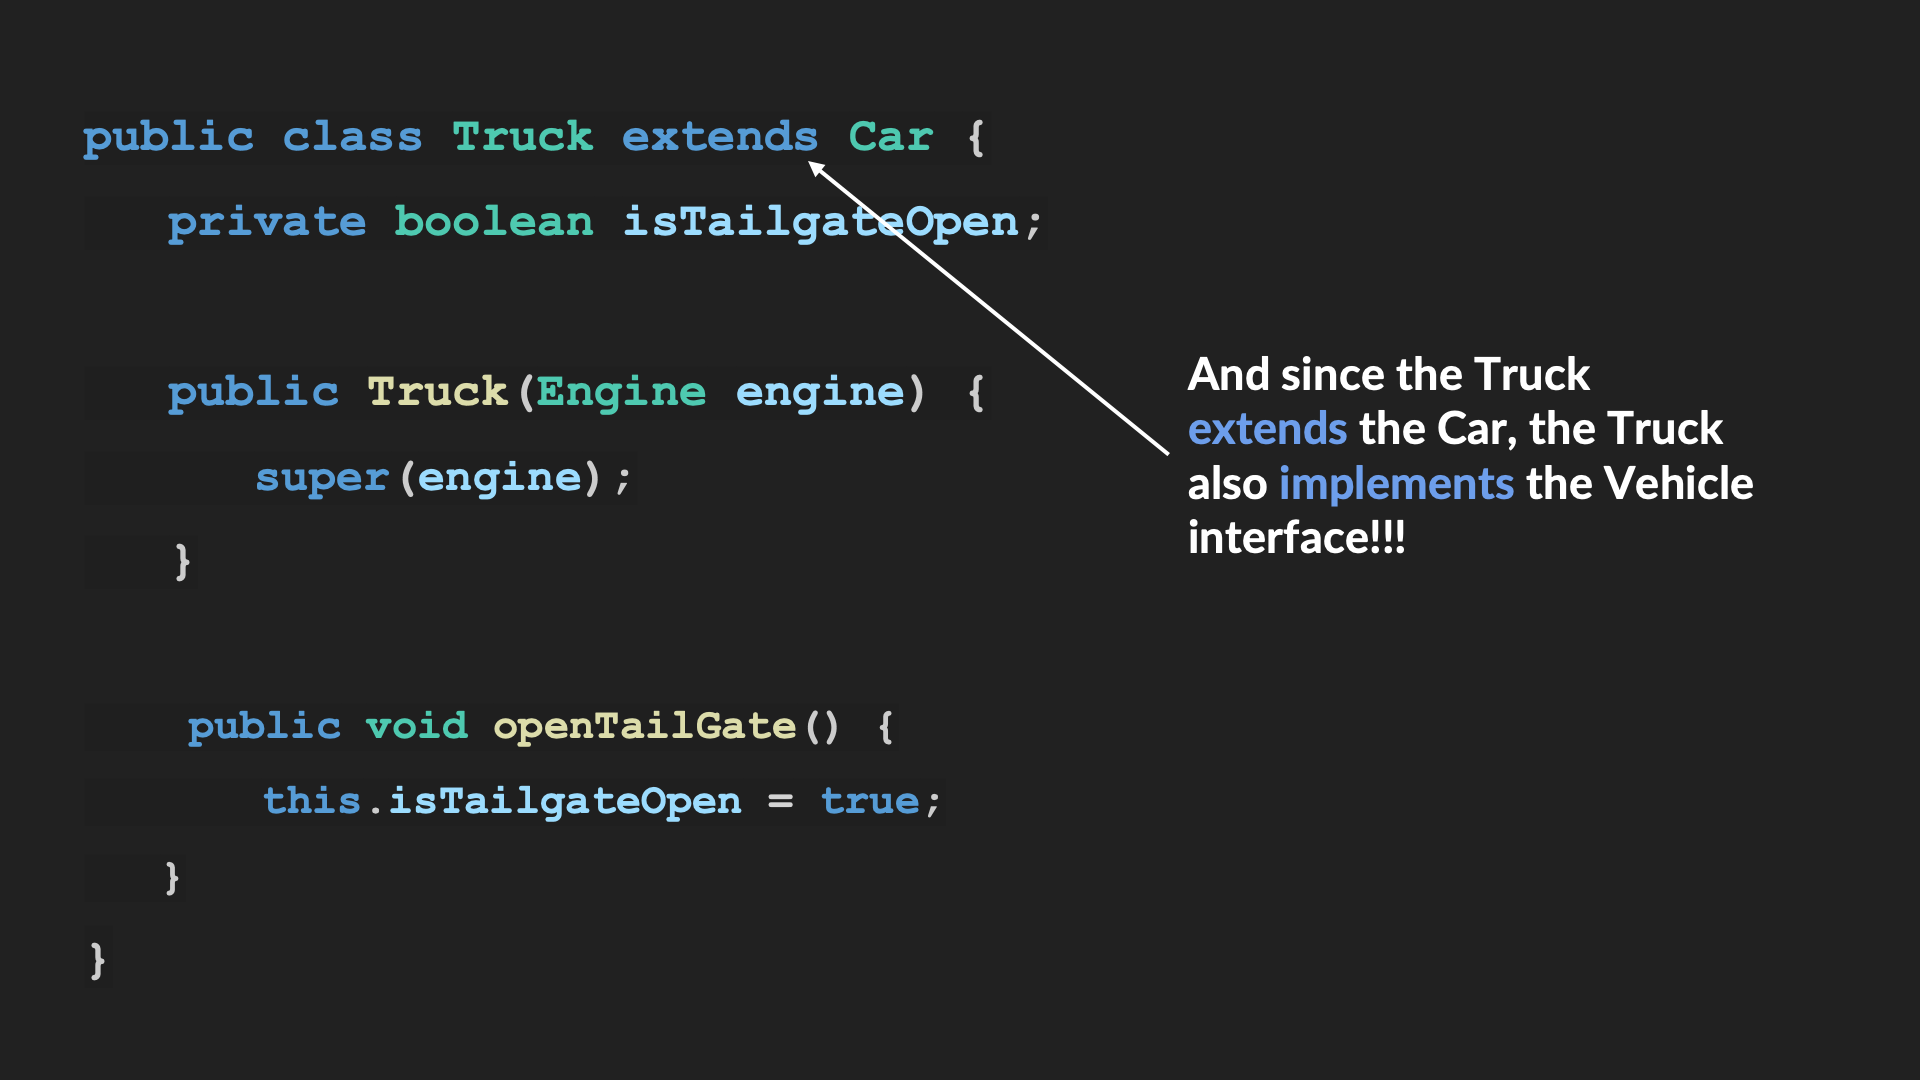 public class Truck extends Car {
private boolean isTailgateOpen;
public Truck(Engine engine) {
super(engine);
}
public void openTailGate() {
this.isTailgateOpen = true;
}
}
And since the Truck
extends the Car, the Truck
also implements the Vehicle
interface!!!